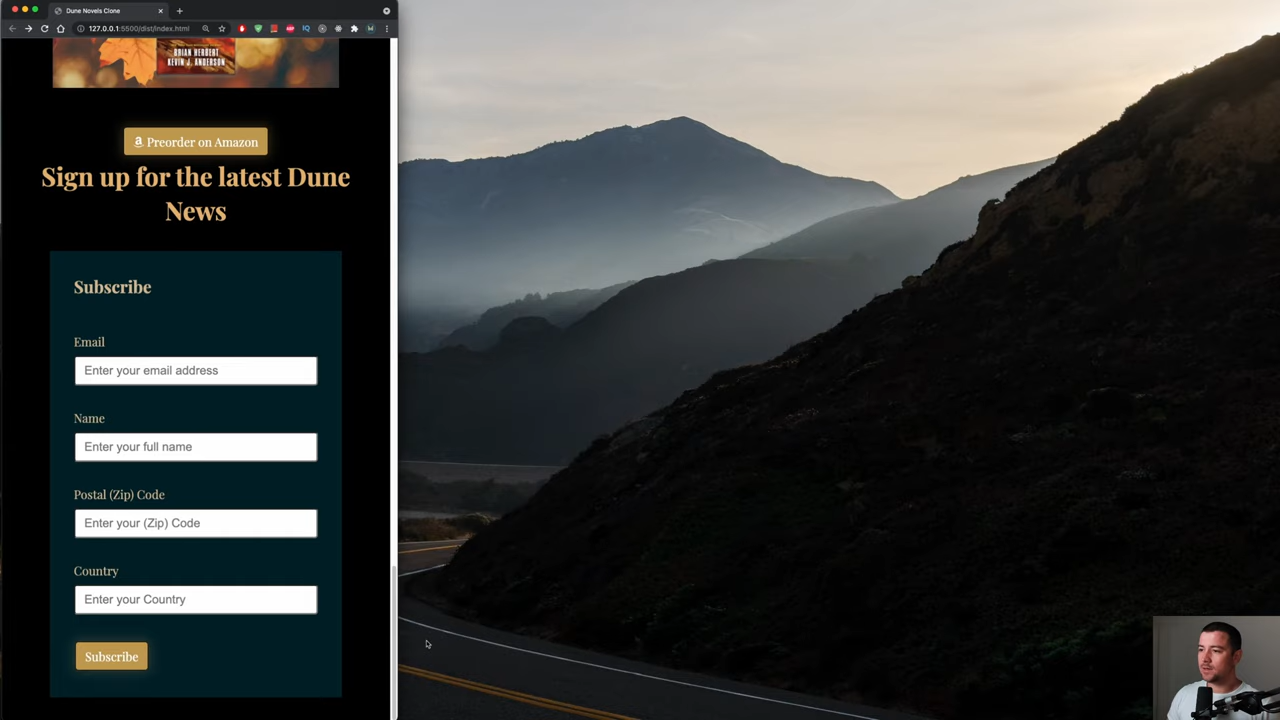 Dune Novels Clone
127.0.0.1:5500/dist/index.html
BRIAN HERBERT
KEVIN J. ANDERSON
Preorder on Amazon
Sign up for the latest Dune
News
Subscribe
Email
Enter your email address
Name
Enter your full name
Postal (Zip) Code
Enter your (Zip) Code
Country
Enter your Country
Subscribe